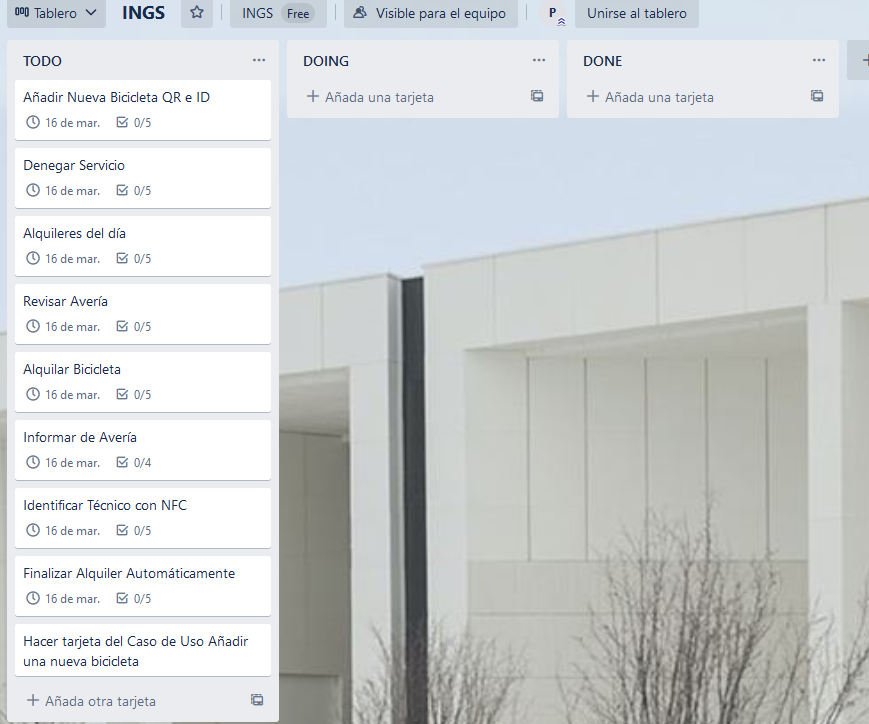 Tablero
INGS
INGS Free
Visible para el equipo
P
Unirse al tablero
TODO
Añadir Nueva Bicicleta QR e ID
16 de mar. 0/5
Denegar Servicio
16 de mar. 0/5
Alquileres del día
16 de mar. 0/5
Revisar Avería
16 de mar. 0/5
Alquilar Bicicleta
16 de mar. 0/5
Informar de Avería
16 de mar. 0/4
Identificar Técnico con NFC
16 de mar. 0/5
Finalizar Alquiler Automáticamente
16 de mar. 0/5
Hacer tarjeta del Caso de Uso Añadir
una nueva bicicleta
Añada otra tarjeta
DOING
Añada una tarjeta
DONE
Añada una tarjeta